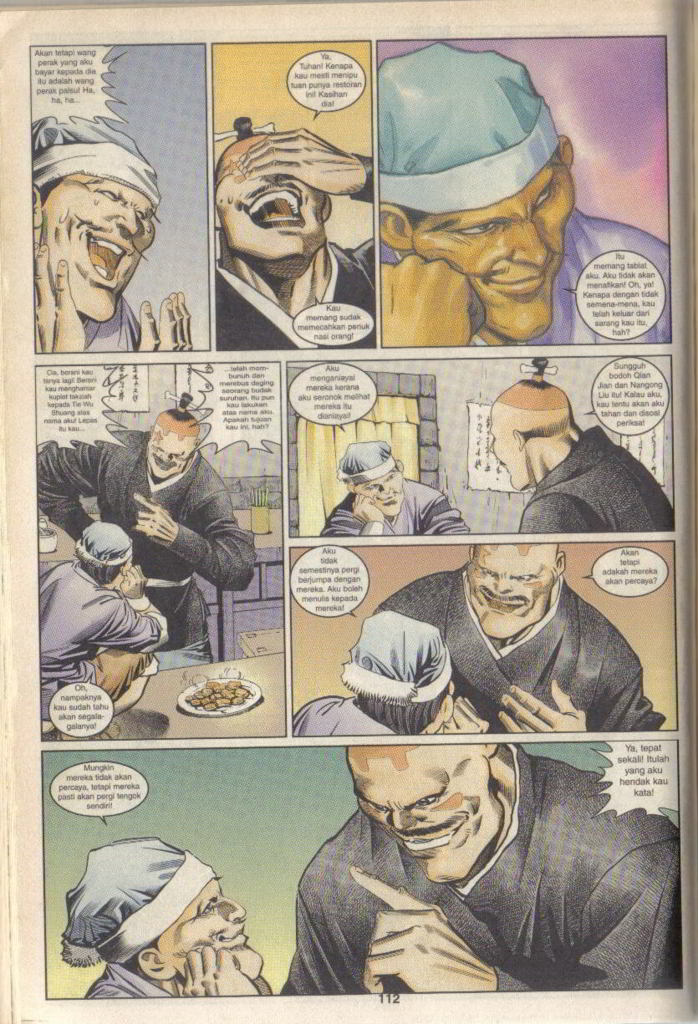 Akan tetapi wang
perak yang aku
bayar kepada dia
itu adalah wang
perak palsu! Ha,
ha, ha...
Ya,
Tuhan! Kenapa
kau mesti menipu
tuan punya restoran
ini! Kasihan
dia!
Kau
memang sudah
memecahkan periuk
nasi orang!
Itu
memang tabiat
aku. Aku tidak akan
menafikan! Oh, ya!
Kenapa dengan tidak
semena-mena, kau
telah keluar dari
sarang kau itu,
hah?
Cia, berani kau
tanya lagi! Berani
kau menghantar
kuplet takziah
kepada Tie Wu
Shuang atas
nama aku! Lepas
itu kau...
...telah mem-
bunuh dan
merebus daging
seorang budak
suruhan. Itu pun
kau lakukan
atas nama aku.
Apakah tujuan
kau ini, hah?
Oh,
nampaknya
kau sudah tahu
akan segala-
galanya!
Aku
menganiayai
mereka kerana
aku seronok melihat
mereka itu
dianiaya!
Sungguh
bodoh Qian
Jian dan Nangong
Liu itu! Kalau aku,
kau tentu akan aku
tahan dan disoal
periksa!
Aku
tidak
semestinya pergi
berjumpa dengan
mereka. Aku boleh
menulis kepada
mereka!
Akan
tetapi
adakah mereka
akan percaya?
Mungkin
mereka tidak akan
percaya, tetapi mereka
pasti akan pergi tengok
sendiri!
Ya, tepat
sekali! Itulah
yang aku
hendak kau
kata!
112